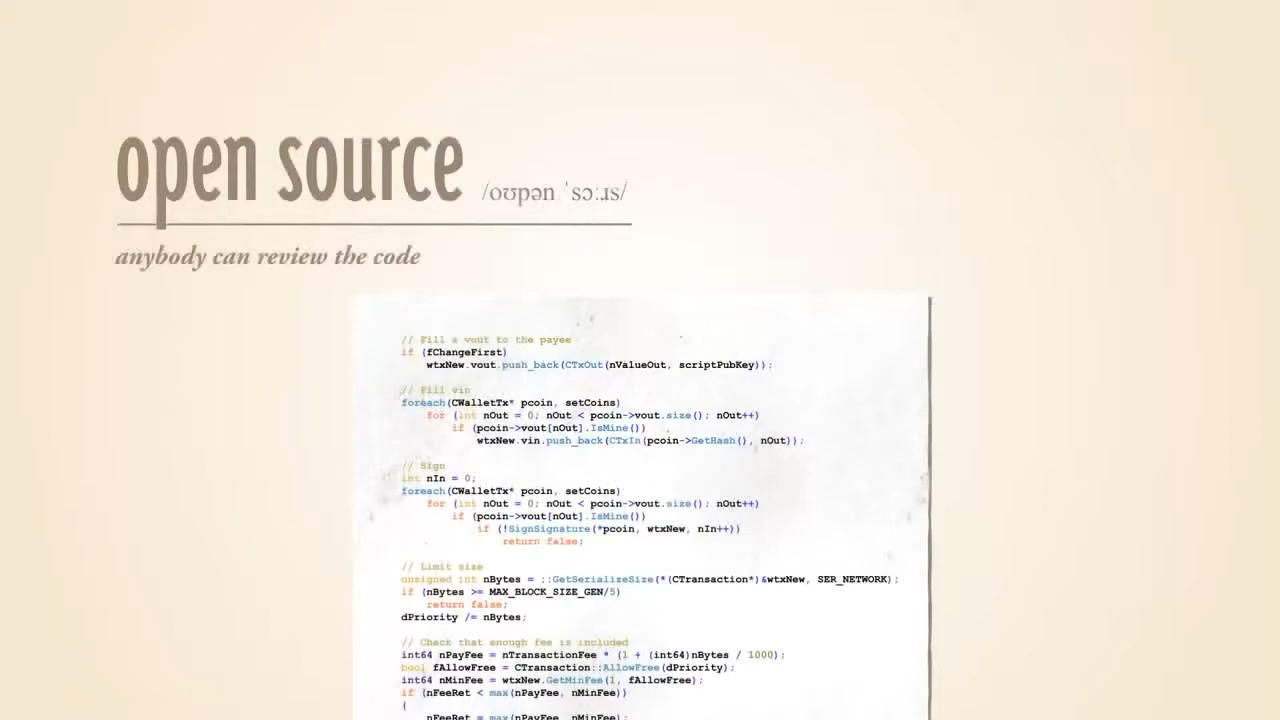 open source /oʊpən ˈsɔːɹs/
anybody can review the code
// Fill a vout to the payee
if (fChangeFirst)
wtxNew.vout.push_back(CTxOut(nValueOut, scriptPubKey));
// Fill vin
foreach(CWalletTx* pcoin, setCoins)
for (int nOut = 0; nOut < pcoin->vout.size(); nOut++)
if (pcoin->vout[nOut].IsMine())
wtxNew.vin.push_back(CTxIn(pcoin->GetHash(), nOut));
// Sign
int nIn = 0;
foreach(CWalletTx* pcoin, setCoins)
for (int nOut = 0; nOut < pcoin->vout.size(); nOut++)
if (pcoin->vout[nOut].IsMine())
if (!SignSignature(*pcoin, wtxNew, nIn++))
return false;
// Limit size
unsigned int nBytes = ::GetSerializeSize(*(CTransaction*)&wtxNew, SER_NETWORK);
if (nBytes >= MAX_BLOCK_SIZE_GEN/5)
return false;
dPriority /= nBytes;
// Check that enough fee is included
int64 nPayFee = nTransactionFee * (1 + (int64)nBytes / 1000);
bool fAllowFree = CTransaction::AllowFree(dPriority);
int64 nMinFee = wtxNew.GetMinFee(1, fAllowFree);
if (nFeeRet < max(nPayFee, nMinFee))
{
nFeeRet = max(nPayFee, nMinFee);